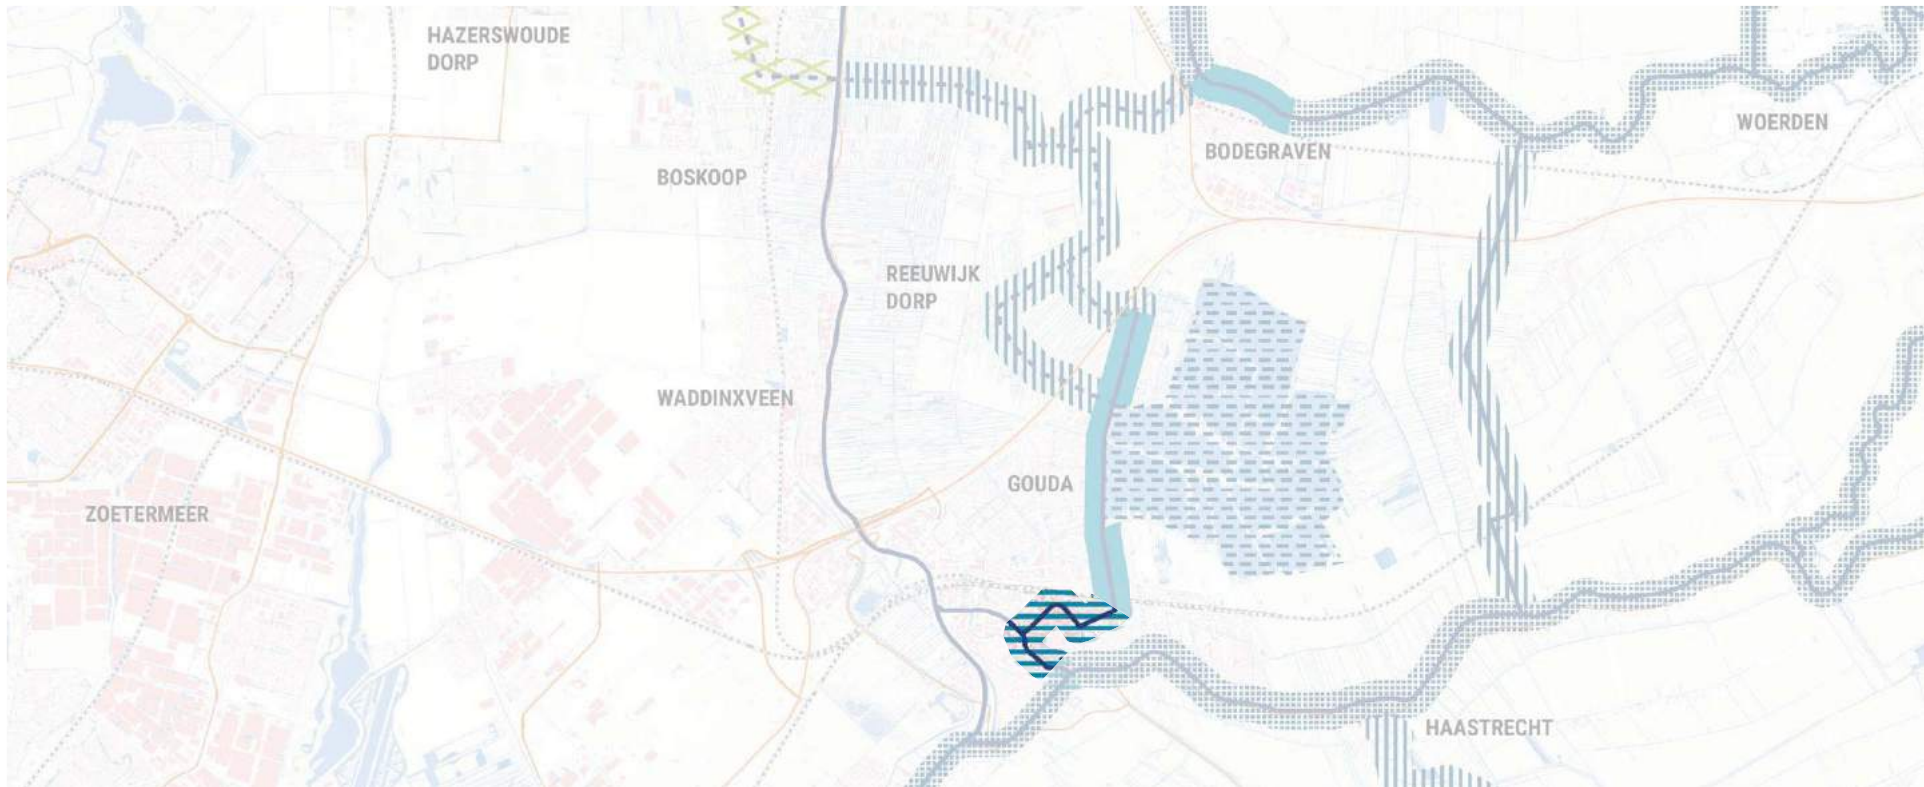 HAZERSWOUDE
DORP
WOERDEN
BODEGRAVEN
BOSKOOP
REEUWIJK
DORP
WADDINXVEEN
GOUDA
ZOETERMEER
HAASTRECHT